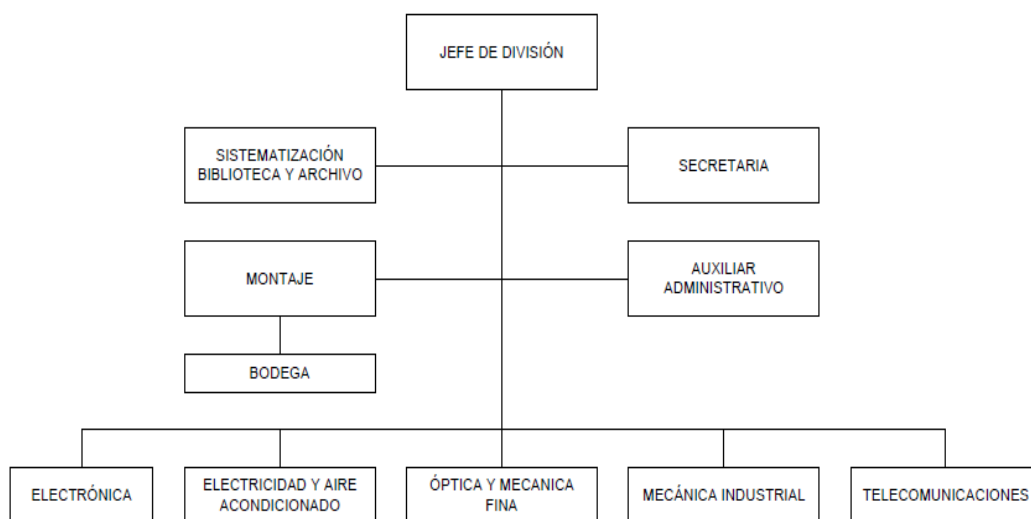 JEFE DE DIVISIÓN
SISTEMATIZACIÓN
BIBLIOTECA Y ARCHIVO
SECRETARIA
MONTAJE
AUXILIAR
ADMINISTRATIVO
BODEGA
ELECTRÓNICA
ELECTRICIDAD Y AIRE
ACONDICIONADO
ÓPTICA Y MECANICA
FINA
MECÁNICA INDUSTRIAL
TELECOMUNICACIONES